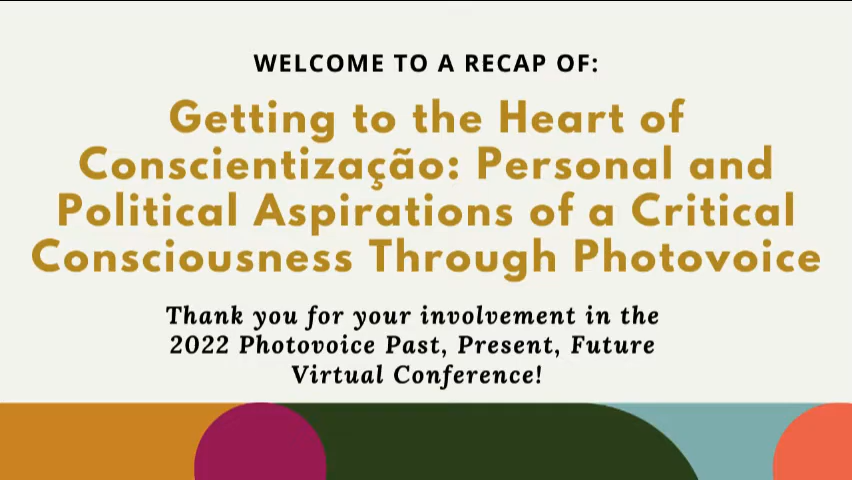 WELCOME TO A RECAP OF:
Getting to the Heart of
Conscientização: Personal and
Political Aspirations of a Critical
Consciousness Through Photovoice
Thank you for your involvement in the
2022 Photovoice Past, Present, Future
Virtual Conference!